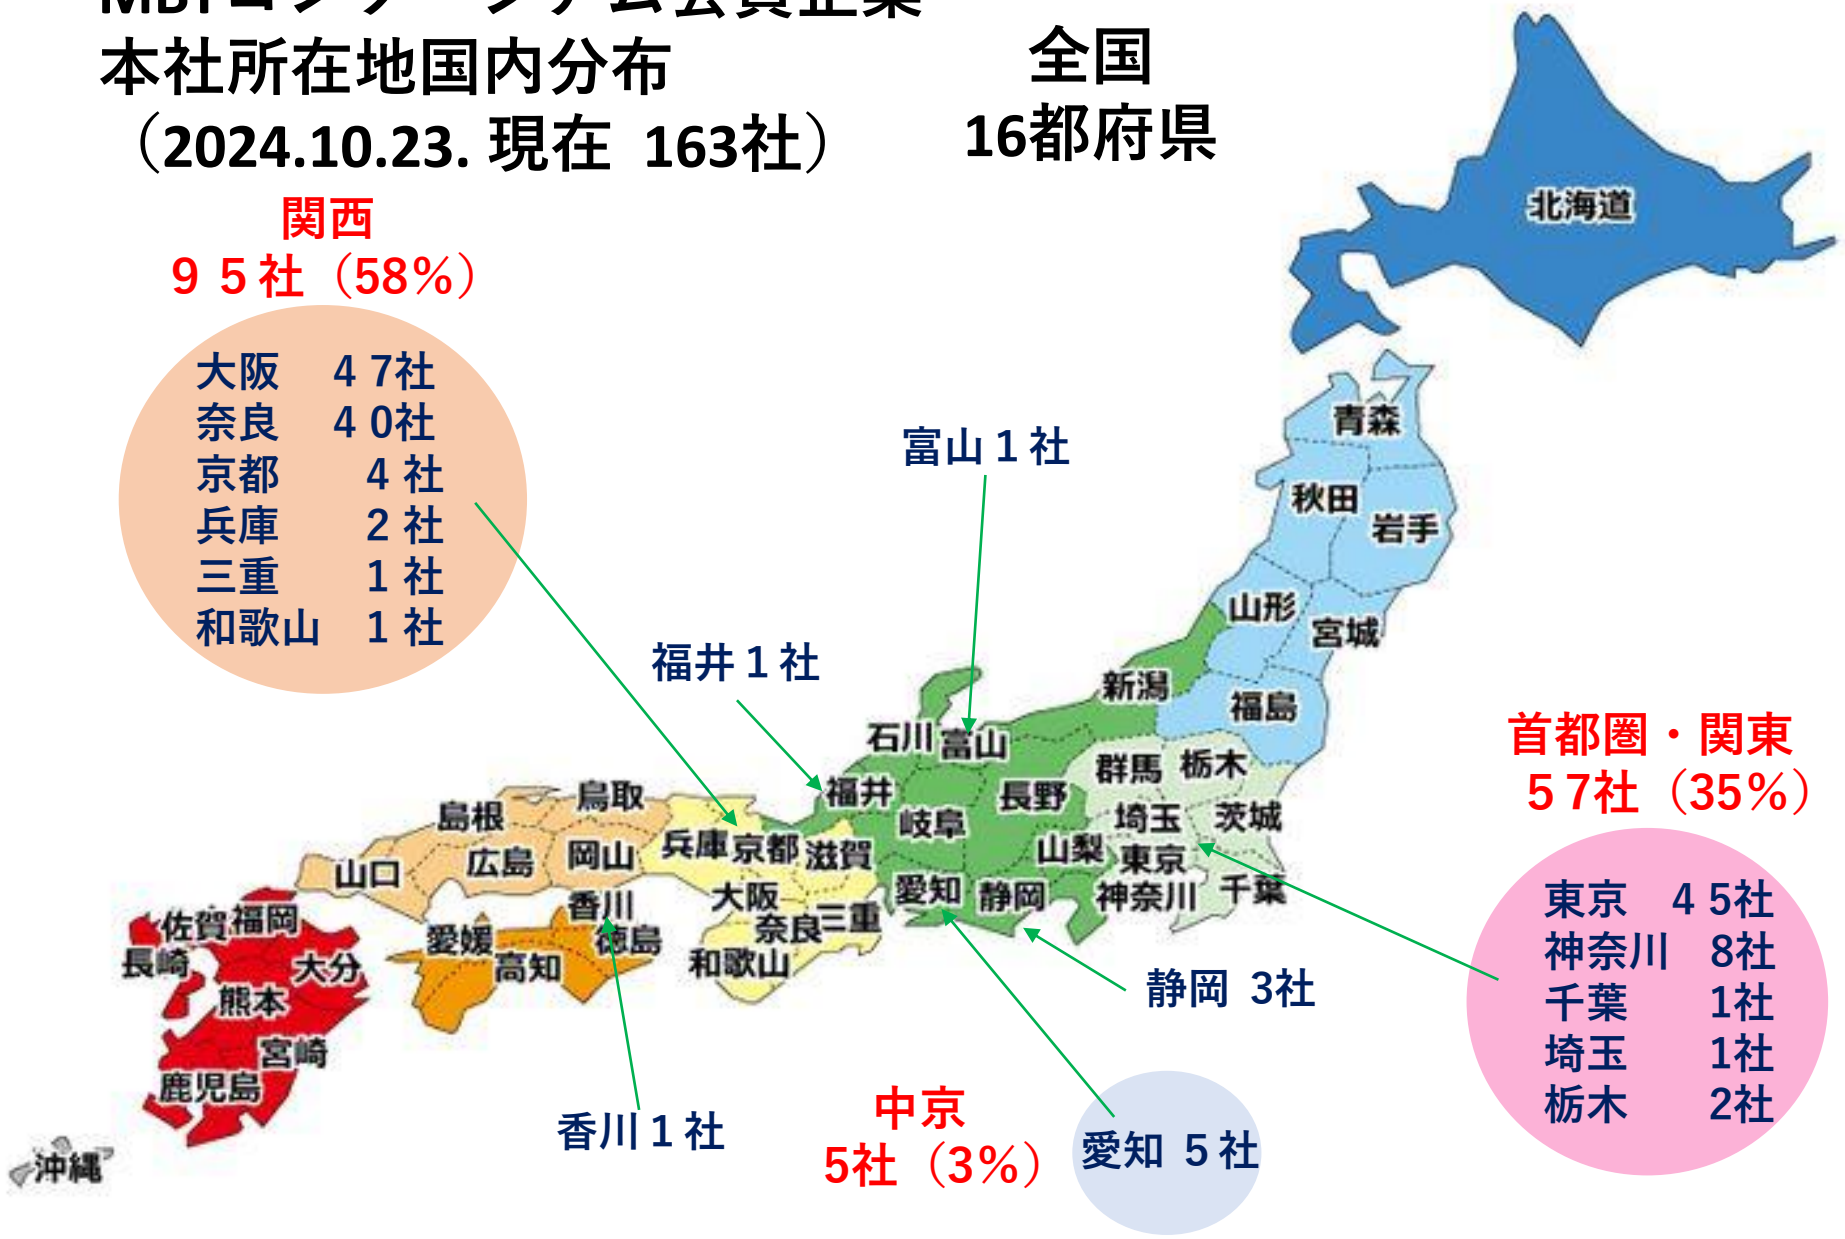 本社所在地国内分布
（2024.10.23. 現在 163社）
全国
16都府県
関西
９５社（58%）
大阪 ４７社
奈良 ４０社
京都 ４社
兵庫 ２社
三重 １社
和歌山 １社
富山１社
福井１社
首都圏・関東
５７社（35%）
東京 ４５社
神奈川 8社
千葉 1社
埼玉 1社
栃木 2社
静岡 3社
中京
5社（3%）
愛知 ５社
香川１社
北海道
青森
秋田
岩手
山形
宮城
新潟
福島
石川
富山
群馬
栃木
福井
長野
岐阜
埼玉
茨城
山梨
東京
愛知
静岡
神奈川
千葉
鳥取
島根
兵庫
京都
滋賀
岡山
広島
山口
大阪
奈良
三重
和歌山
香川
徳島
愛媛
高知
福岡
佐賀
長崎
大分
熊本
宮崎
鹿児島
沖縄